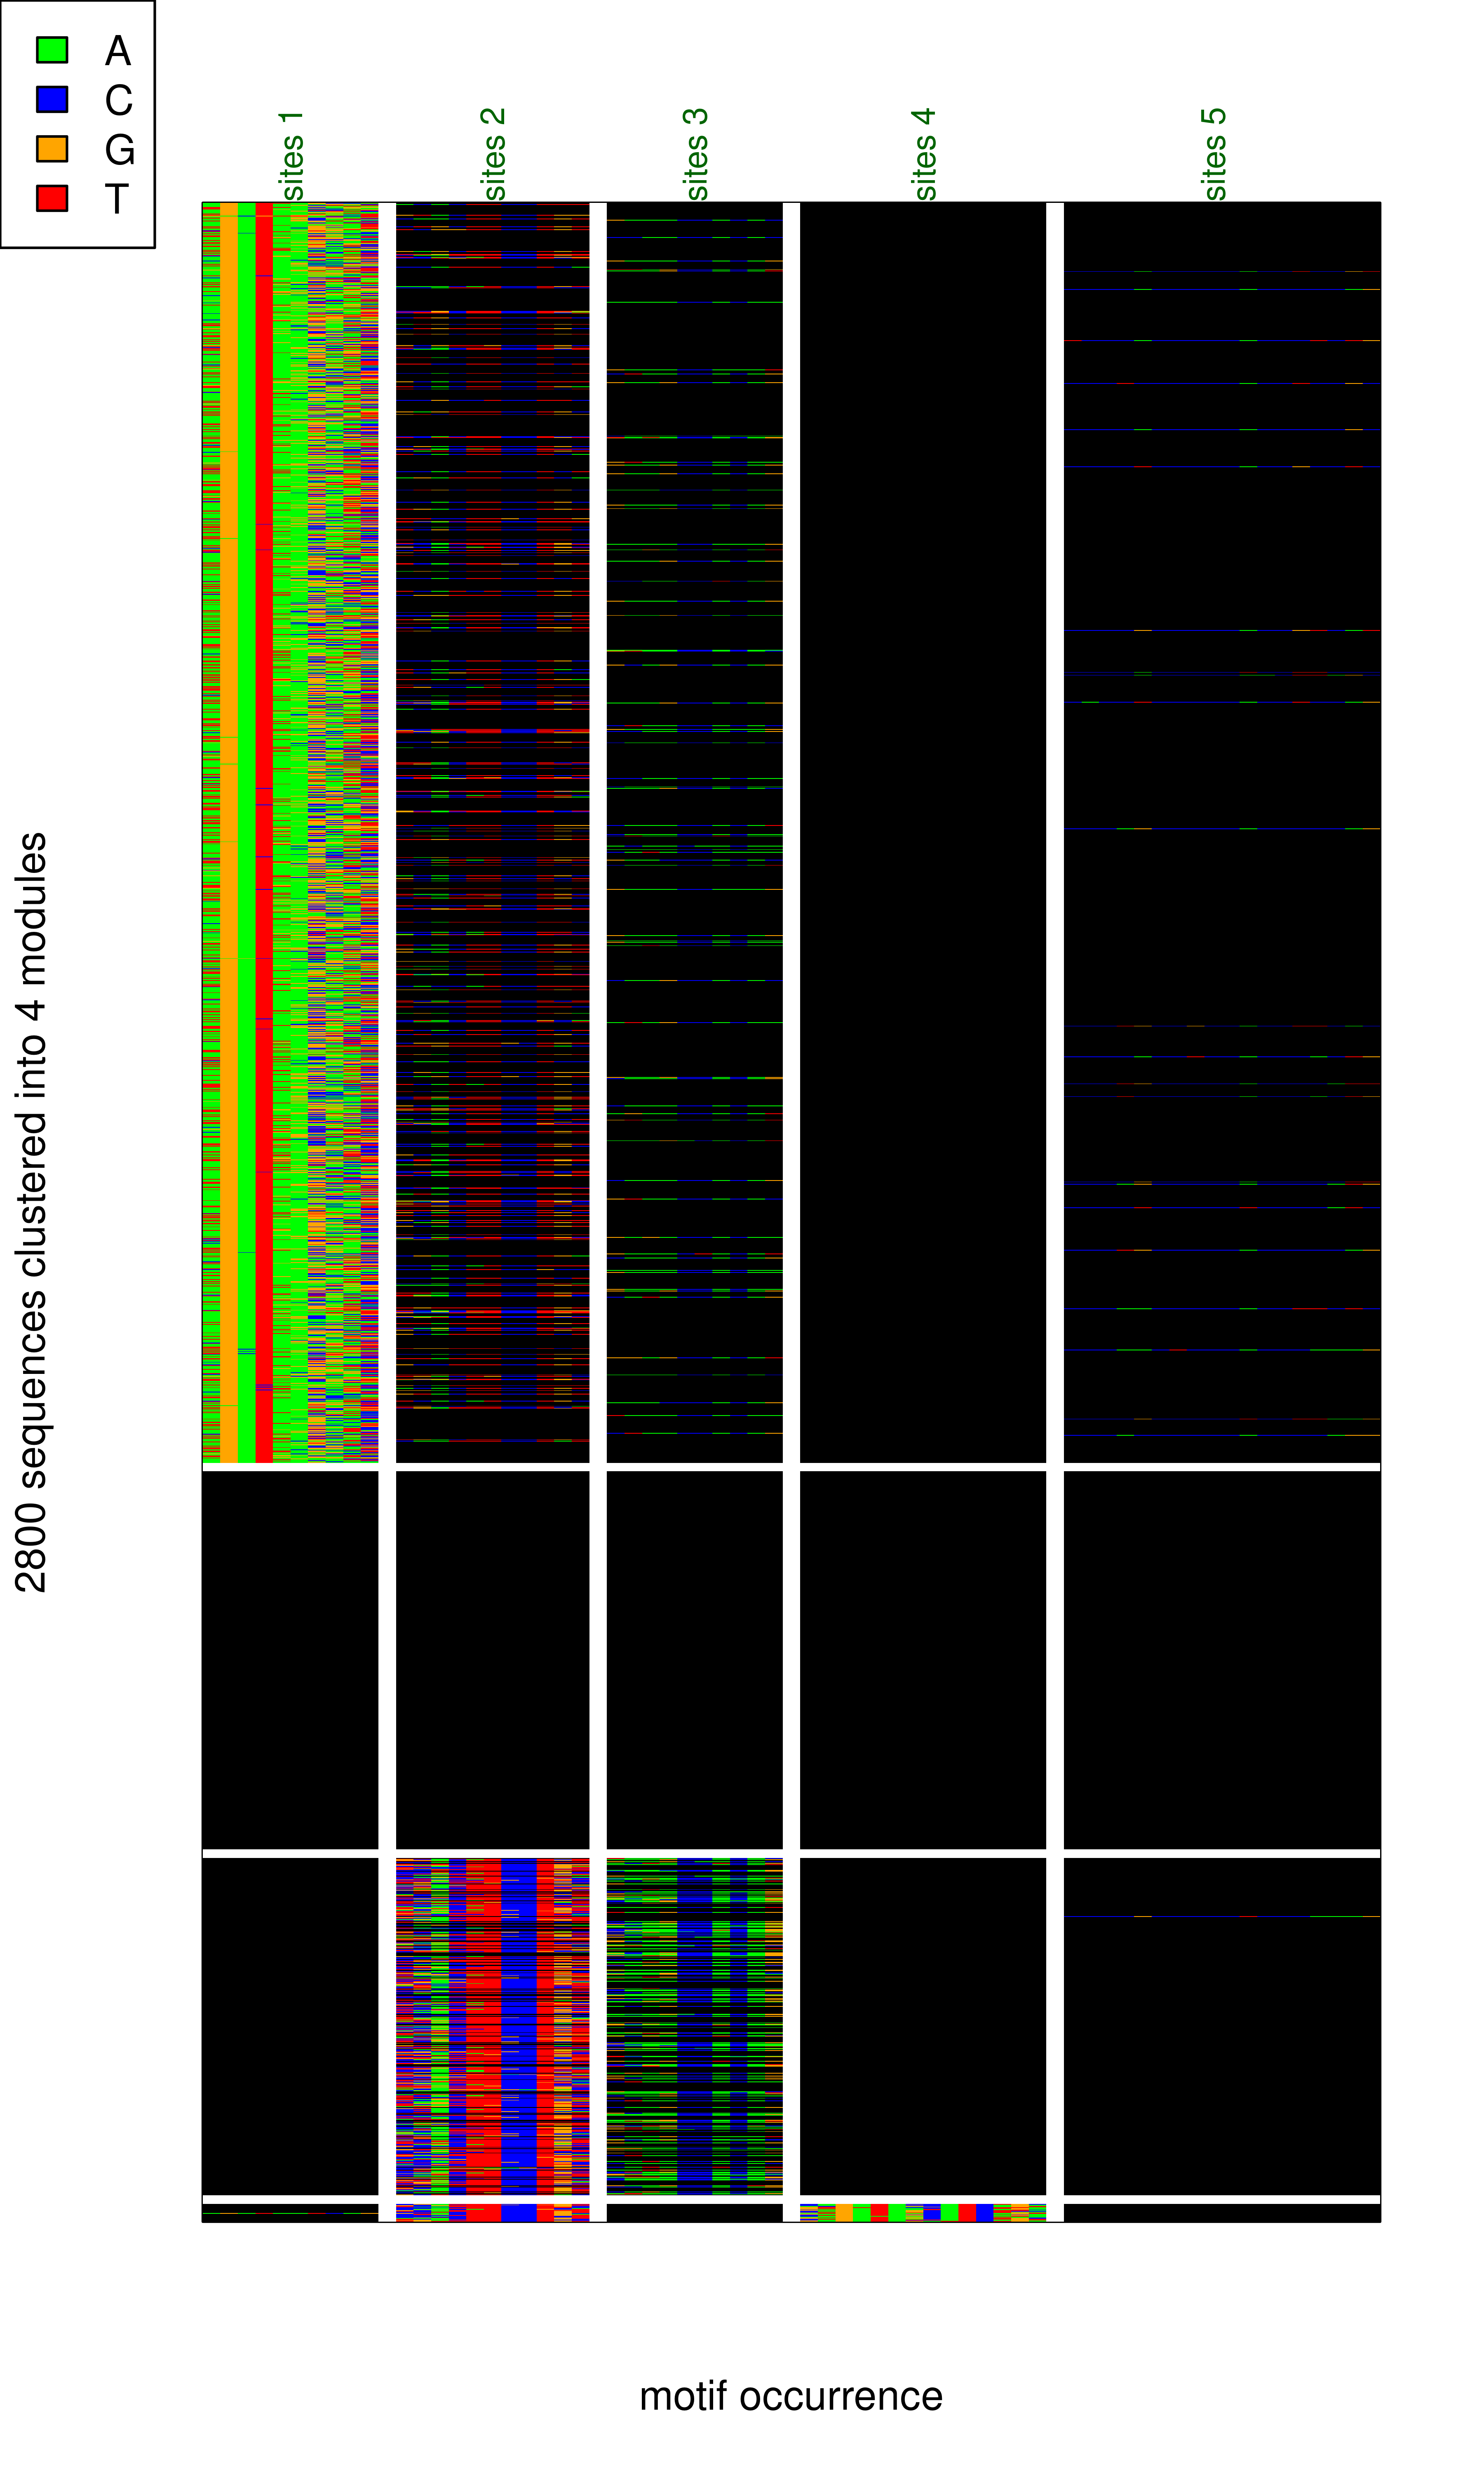 A
C
G
T
sites 1
sites 2
sites 3
sites 4
sites 5
2800 sequences clustered into 4 modules
motif occurrence